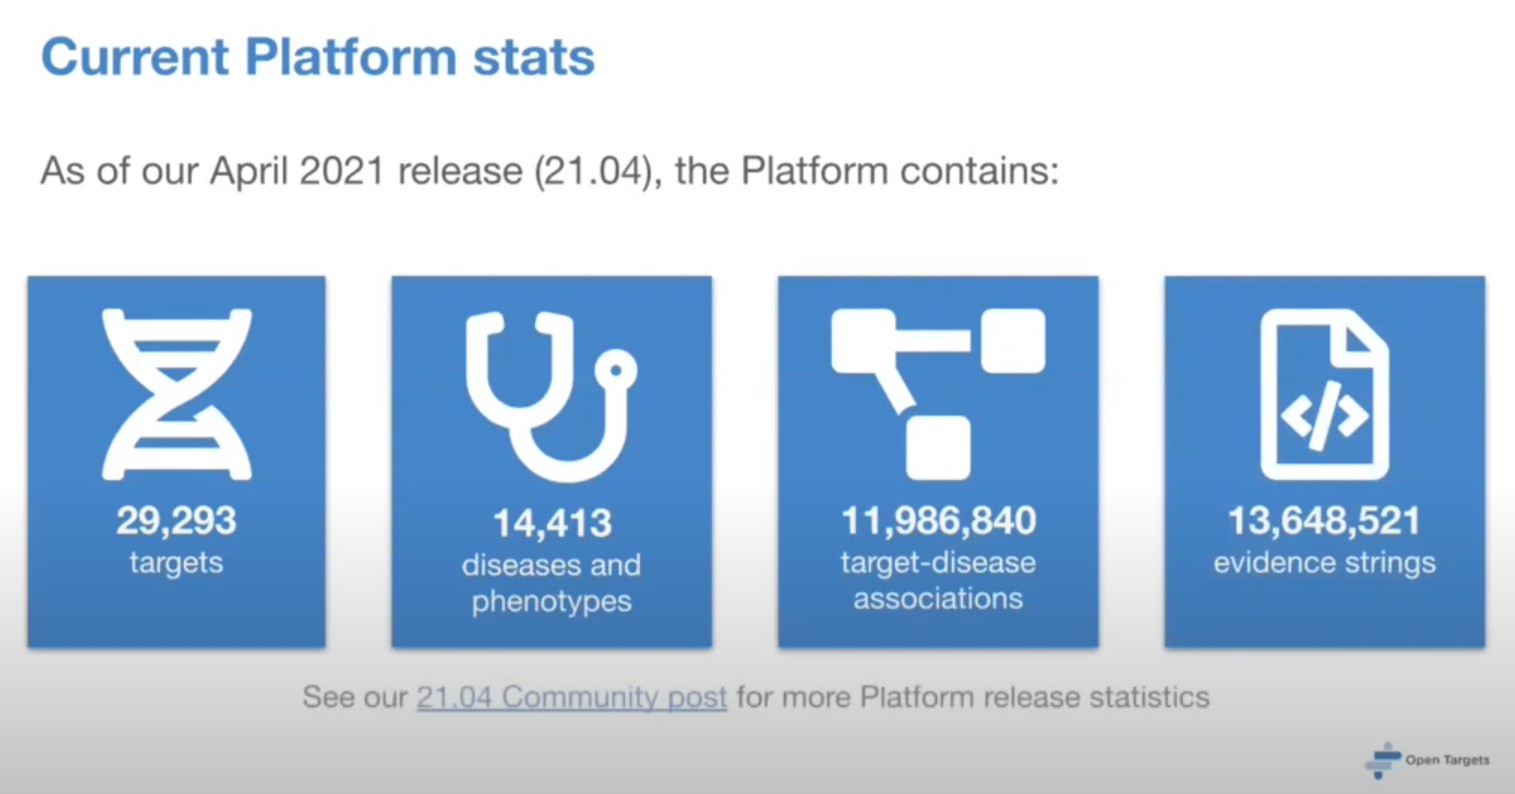 Current Platform stats
As of our April 2021 release (21.04), the Platform contains:
29,293
targets
14,413
diseases and
phenotypes
11,986,840
target-disease
associations
13,648,521
evidence strings
See our 21.04 Community post for more Platform release statistics
Open Targets